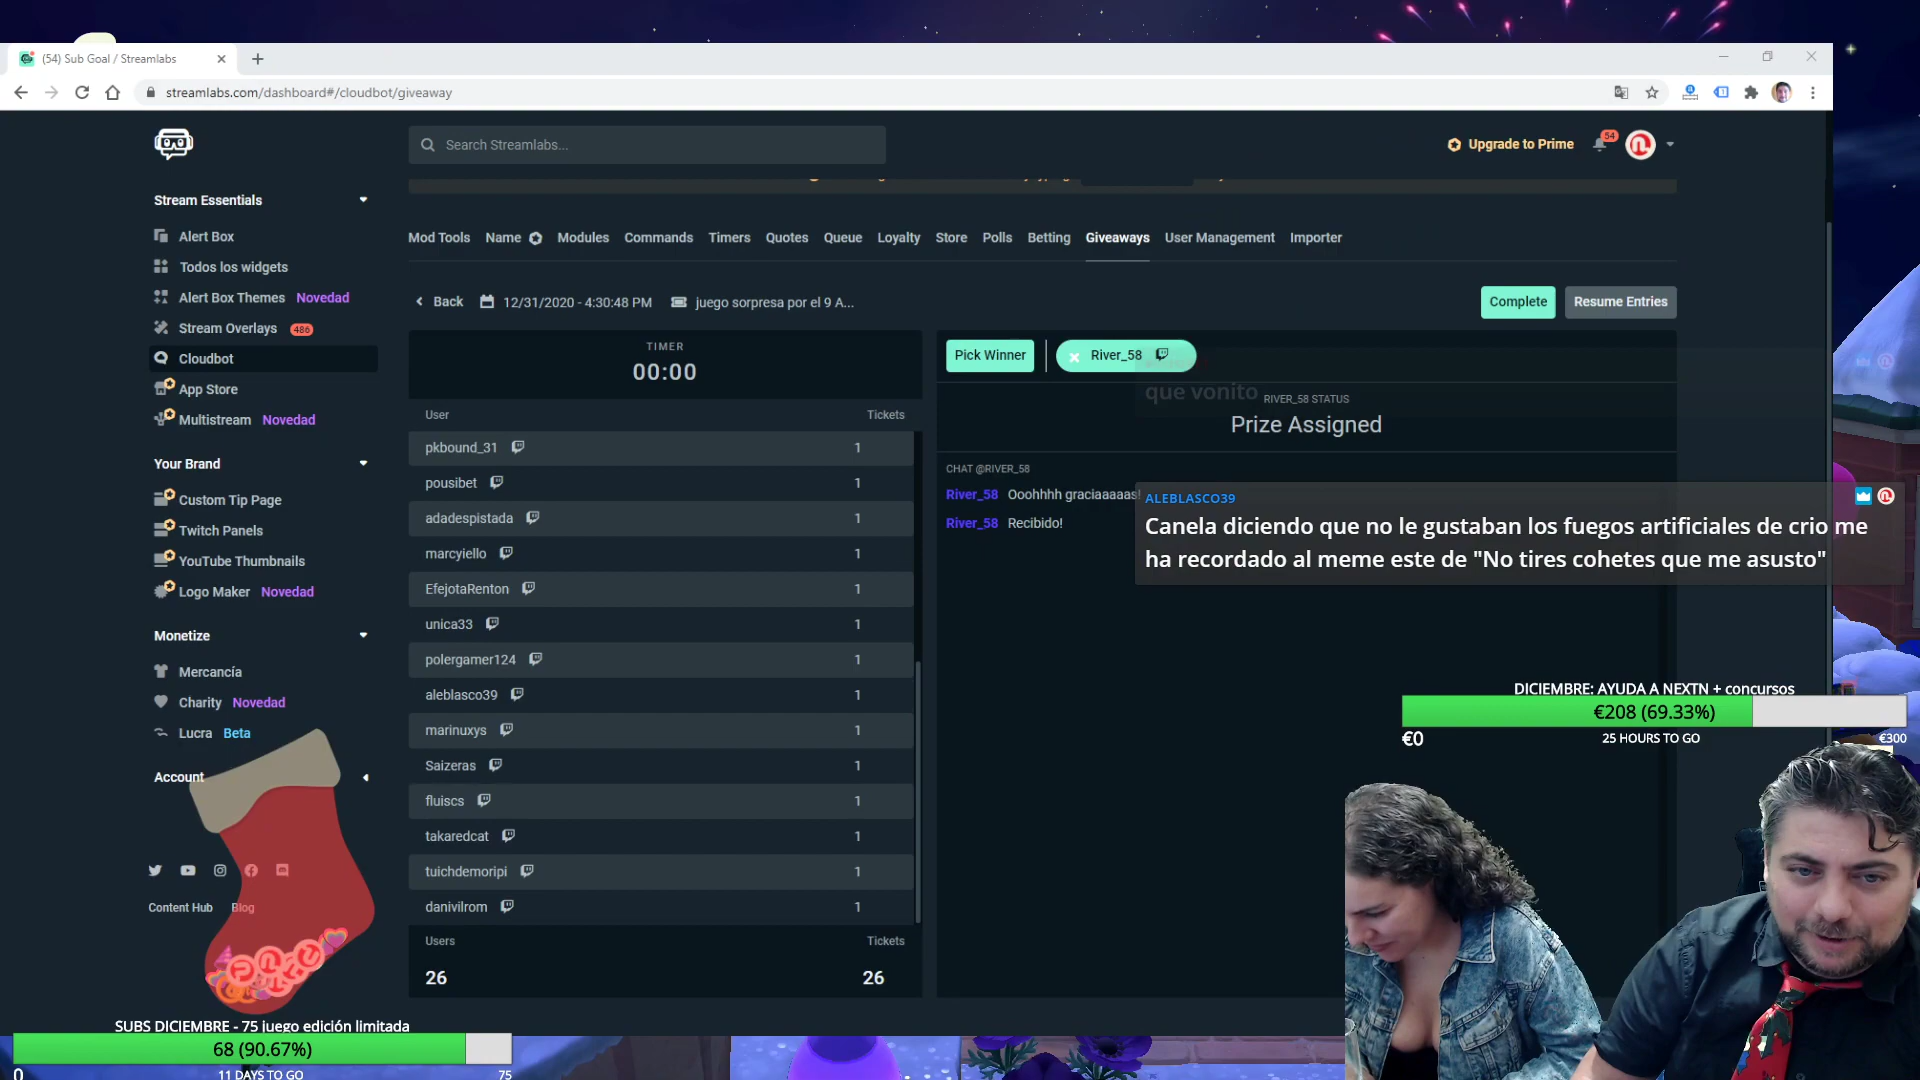 (54) Sub Goal / Streamlabs
streamlabs.com/dashboard#/cloudbot/giveaway
Search Streamlabs...
Upgrade to Prime
54
Stream Essentials
Alert Box
Todos los widgets
Alert Box Themes Novedad
Stream Overlays 486
Cloudbot
App Store
Multistream Novedad
Your Brand
Custom Tip Page
Twitch Panels
YouTube Thumbnails
Logo Maker Novedad
Monetize
Mercancía
Charity Novedad
Lucra Beta
Account
Content Hub Blog
Mod Tools Name Modules Commands Timers Quotes Queue Loyalty Store Polls Betting Giveaways User Management Importer
Back 12/31/2020 - 4:30:48 PM juego sorpresa por el 9 A...
Complete Resume Entries
TIMER
00:00
User Tickets
pkbound_31 1
pousibet 1
adadespistada 1
marcyiello 1
EfejotaRenton 1
unica33 1
polergamer124 1
aleblasco39 1
marinuxys 1
Saizeras 1
fluiscs 1
takaredcat 1
tuichdemoripi 1
danivilrom 1
Users Tickets
26 26
Pick Winner River_58
que vonito
RIVER_58 STATUS
Prize Assigned
CHAT @RIVER_58
River_58 Ooohhhh graciaaaaas!
River_58 Recibido!
ALEBLASCO39
Canela diciendo que no le gustaban los fuegos artificiales de crio me
ha recordado al meme este de "No tires cohetes que me asusto"
DICIEMBRE: AYUDA A NEXTN + concursos
€208 (69.33%)
€0 25 HOURS TO GO €300
SUBS DICIEMBRE - 75 juego edición limitada
68 (90.67%)
0 11 DAYS TO GO 75